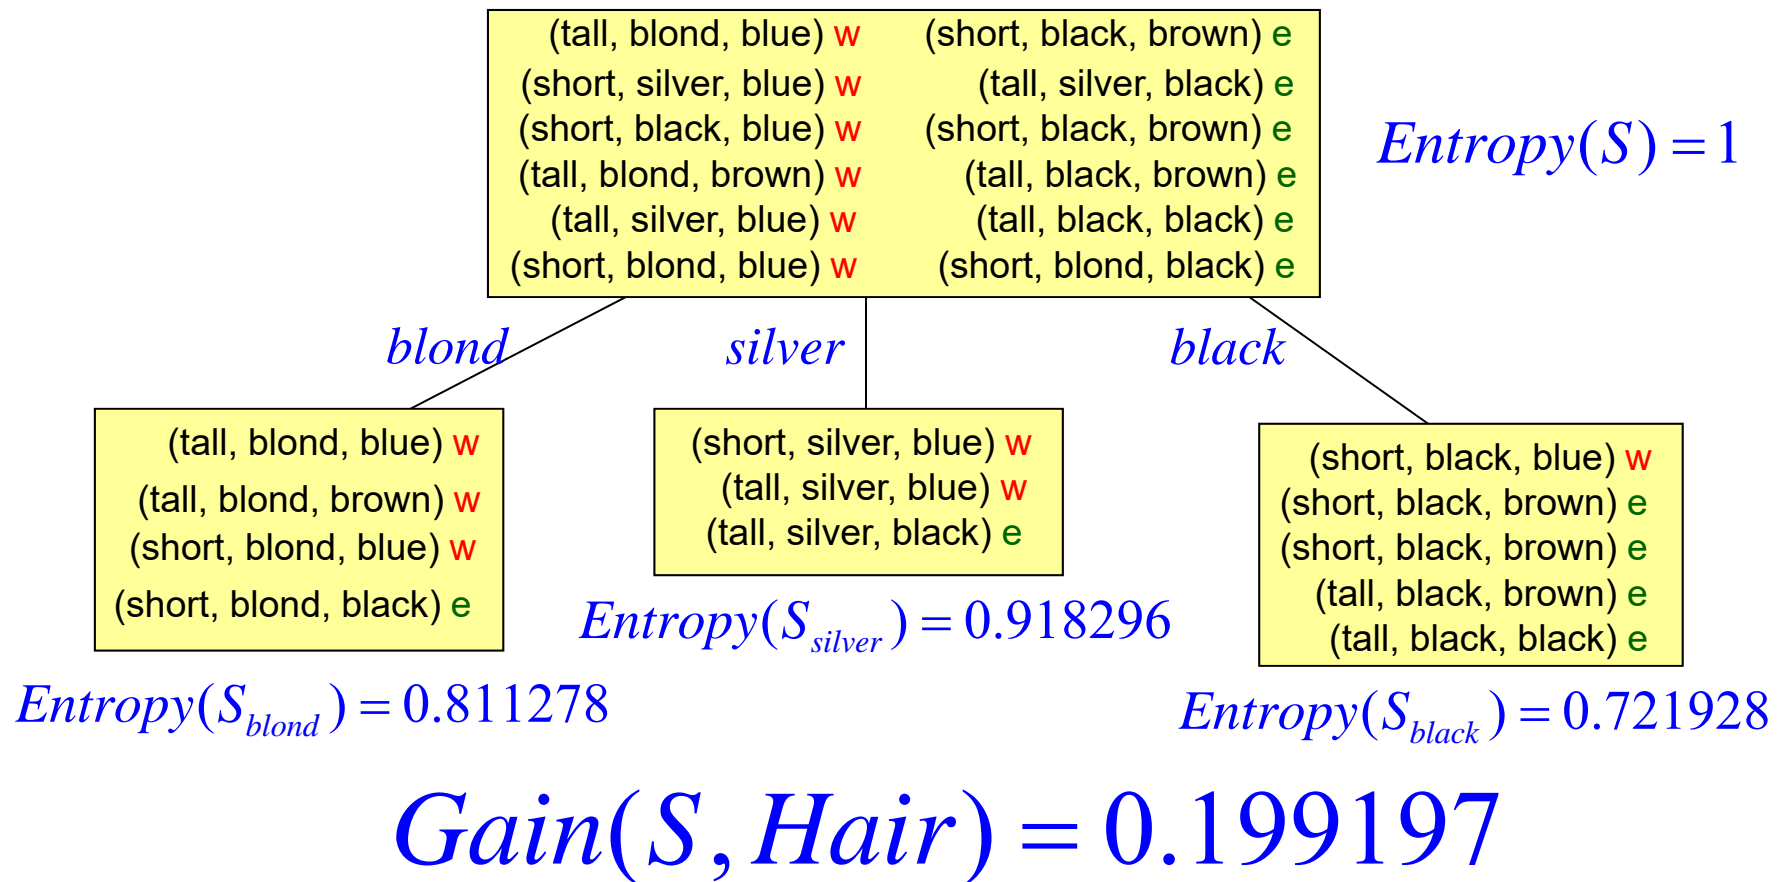 (tall, blond, blue) w (short, black, brown) e
(short, silver, blue) w (tall, silver, black) e
(short, black, blue) w (short, black, brown) e
(tall, blond, brown) w (tall, black, brown) e
(tall, silver, blue) w (tall, black, black) e
(short, blond, blue) w (short, blond, black) e
Entropy(S) = 1
blond
silver
black
(tall, blond, blue) w
(tall, blond, brown) w
(short, blond, blue) w
(short, blond, black) e
Entropy(S_blond) = 0.811278
(short, silver, blue) w
(tall, silver, blue) w
(tall, silver, black) e
Entropy(S_silver) = 0.918296
(short, black, blue) w
(short, black, brown) e
(short, black, brown) e
(tall, black, brown) e
(tall, black, black) e
Entropy(S_black) = 0.721928
Gain(S, Hair) = 0.199197